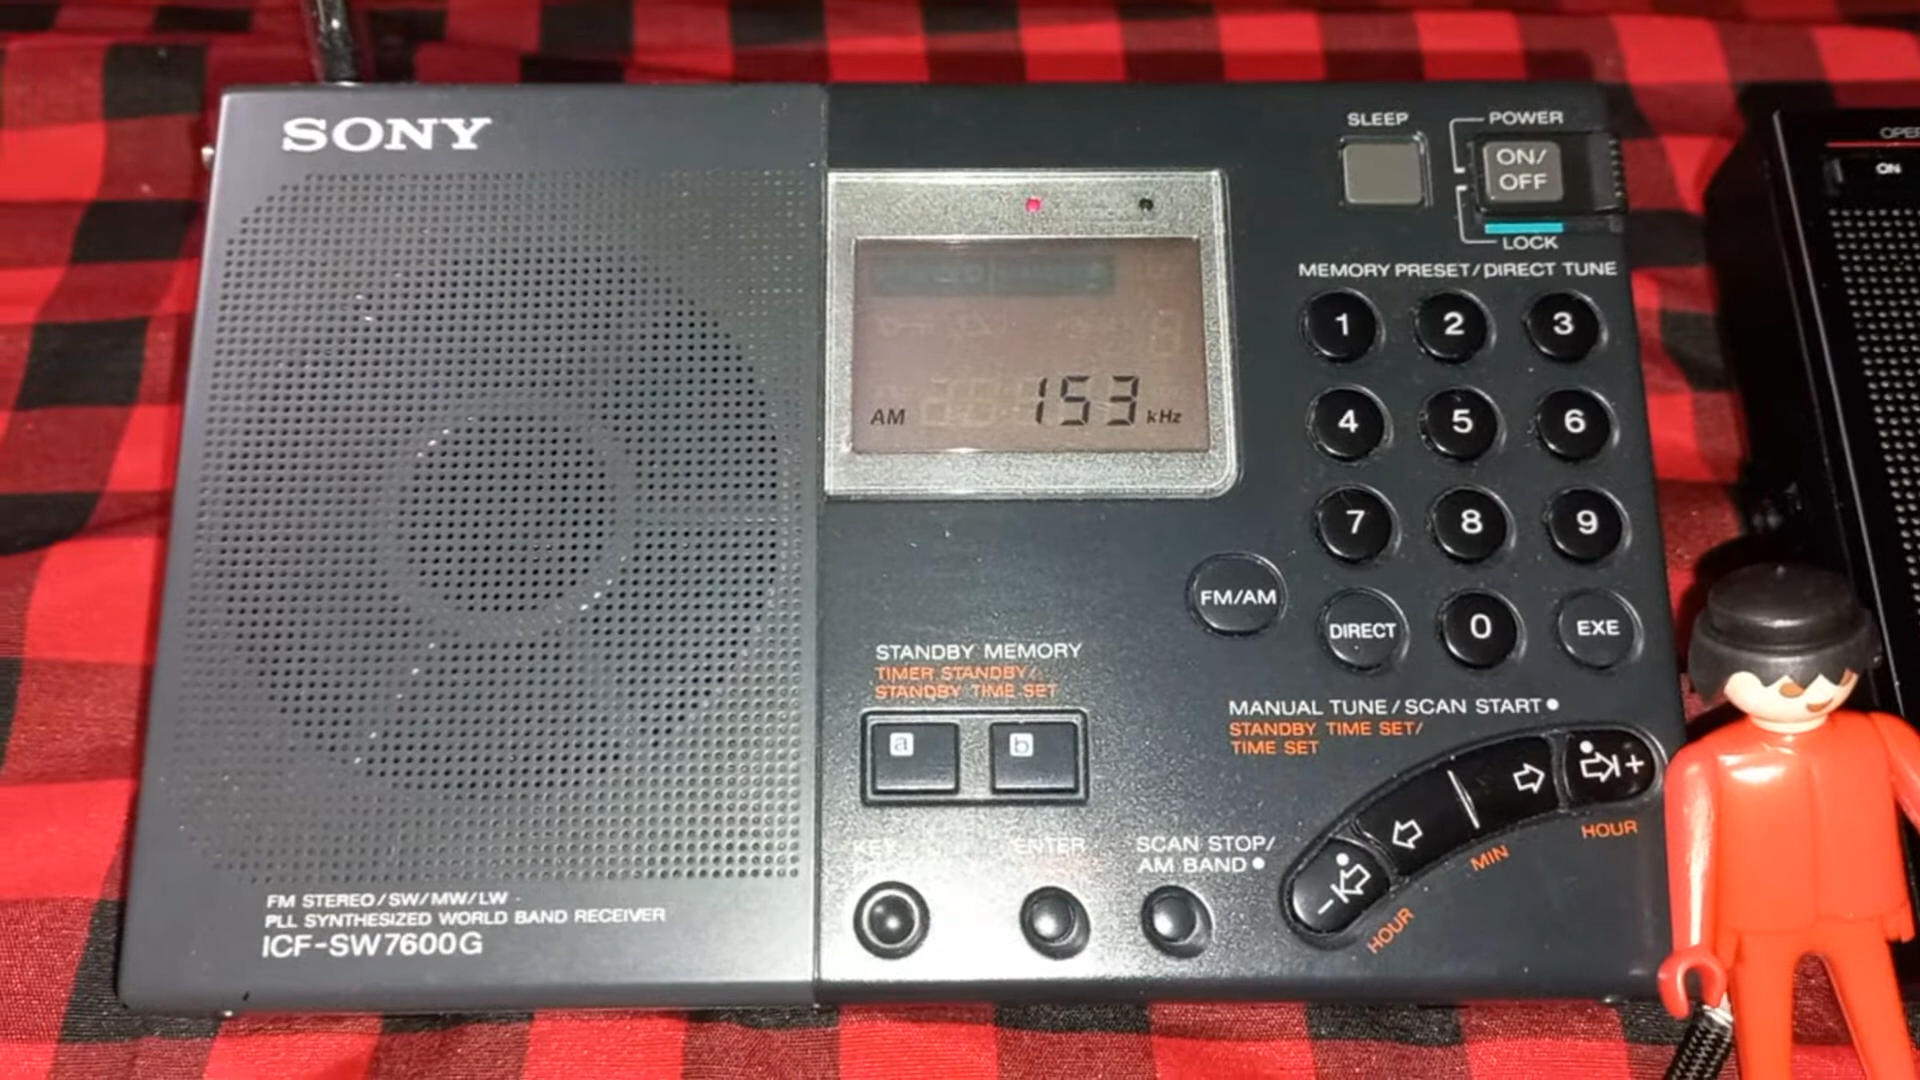 SONY
SLEEP
POWER
ON/
OFF
LOCK
OPE
ON
MEMORY PRESET/DIRECT TUNE
1 2 3
AM 153 kHz
4 5 6
7 8 9
FM/AM
DIRECT 0 EXE
STANDBY MEMORY
TIMER STANDBY/
STANDBY TIME SET
a b
MANUAL TUNE/SCAN START●
STANDBY TIME SET/
TIME SET
+
HOUR
MIN
−
HOUR
KEY
ENTER
SCAN STOP/
AM BAND●
FM STEREO/SW/MW/LW
PLL SYNTHESIZED WORLD BAND RECEIVER
ICF-SW7600G